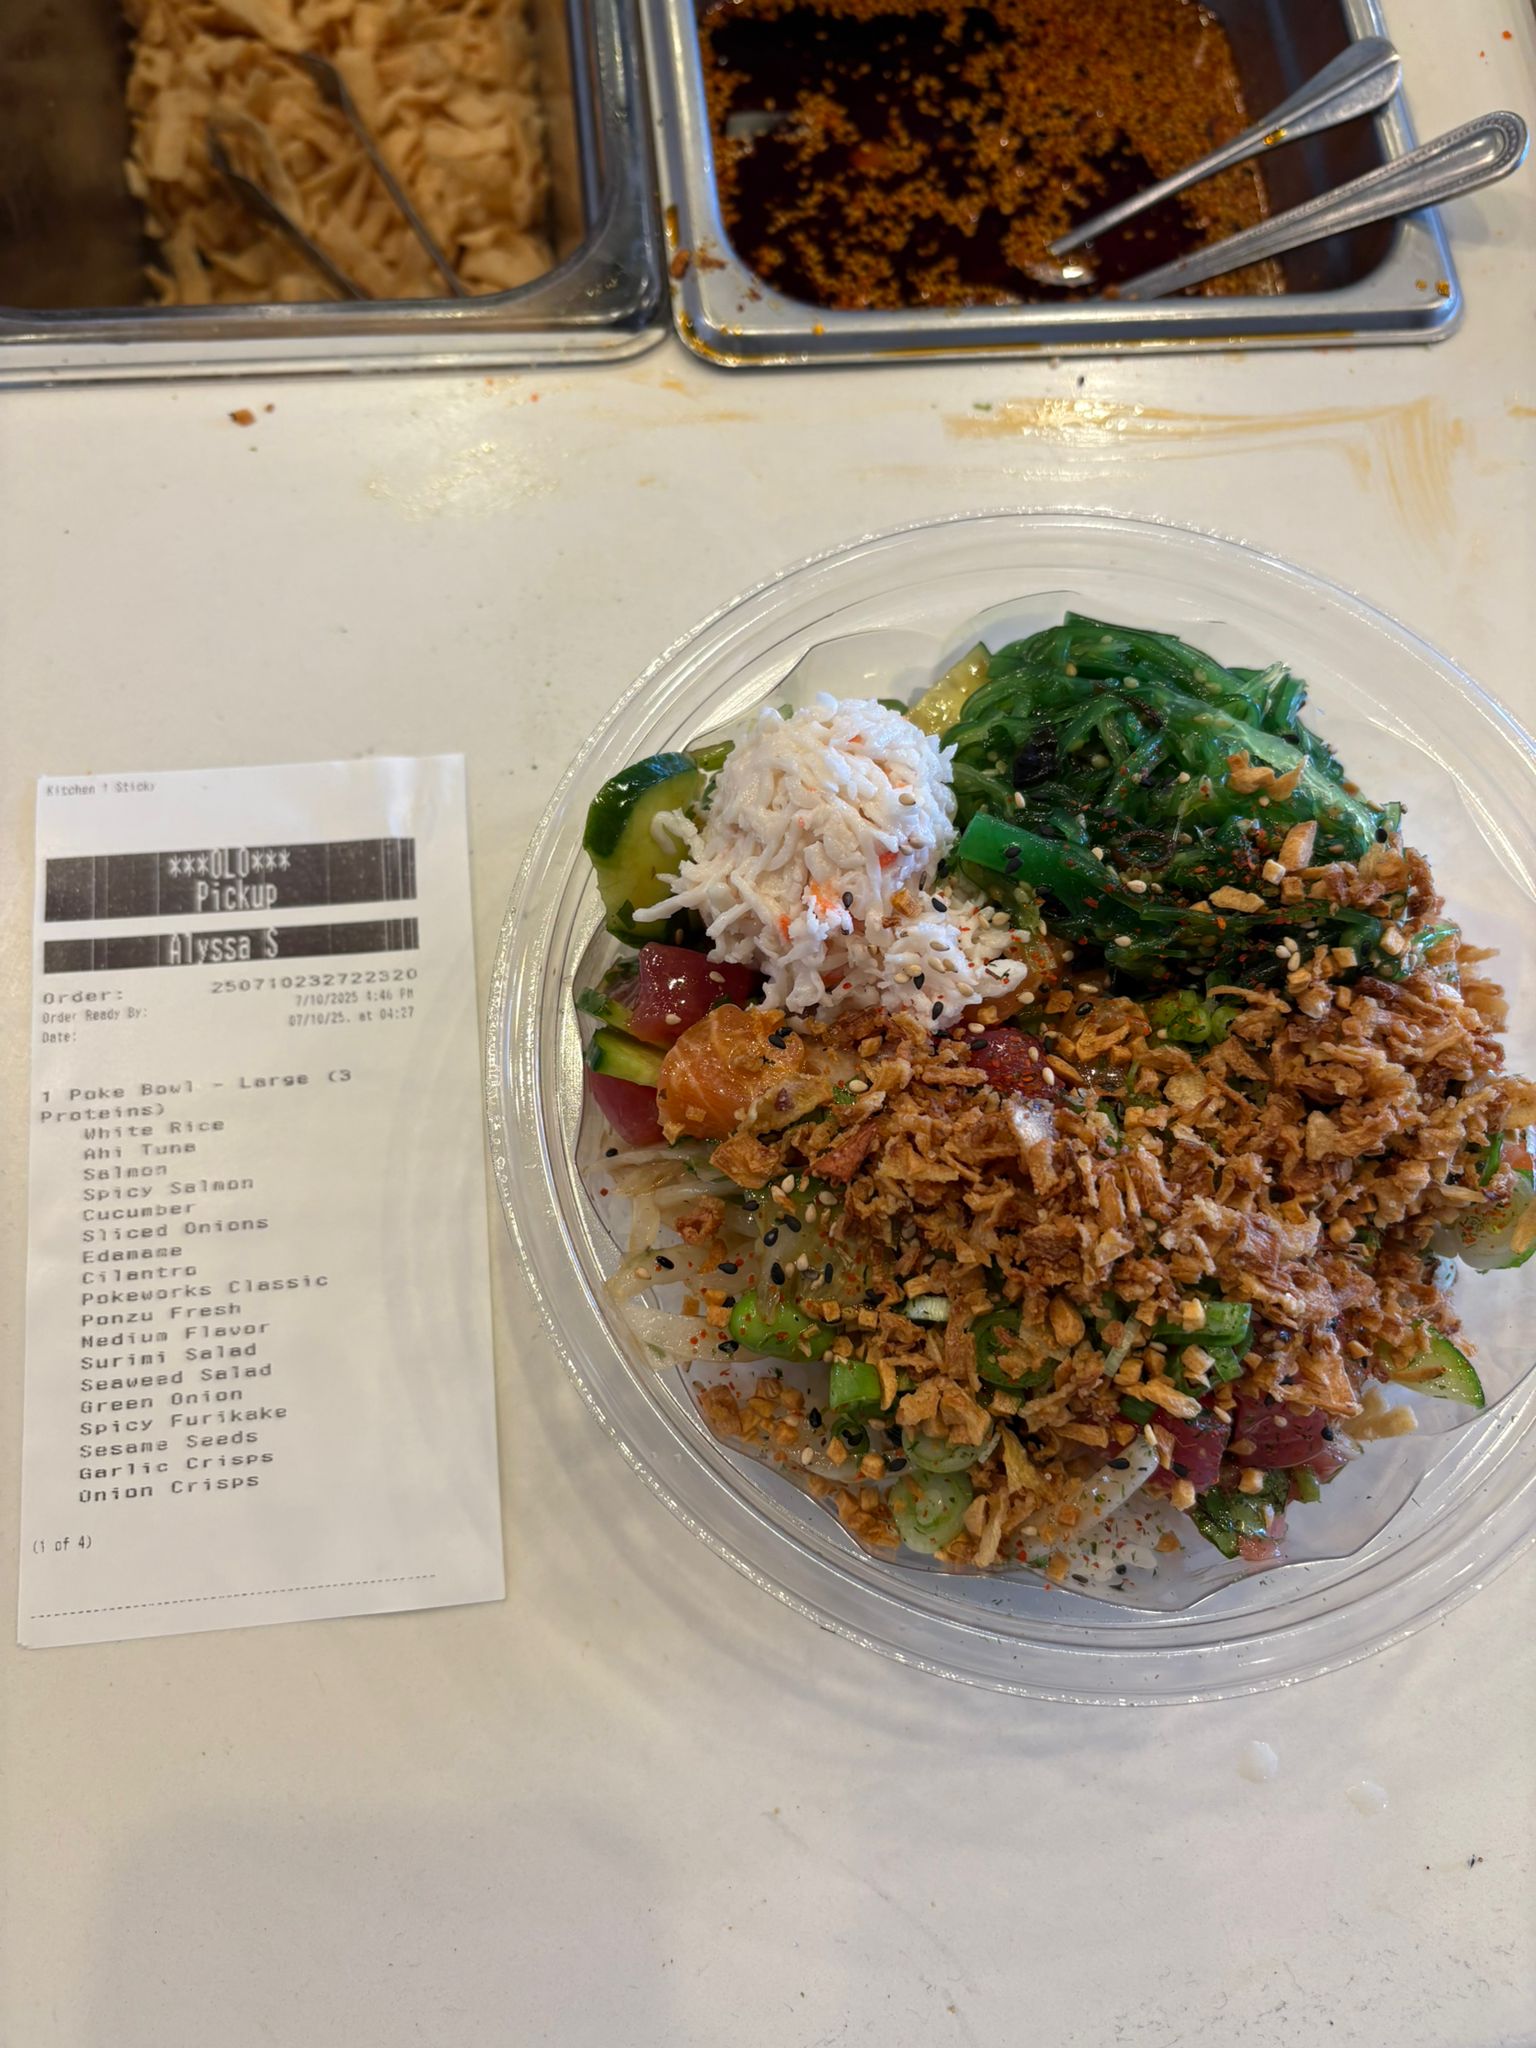 Kitchen 1 Sticky
***OLO***
Pickup
Alyssa S
Order: 250710232722320
Order Ready By: 7/10/2025 4:46 PM
Date: 07/10/25. at 04:27
1 Poke Bowl - Large (3
Proteins)
White Rice
Ahi Tuna
Salmon
Spicy Salmon
Cucumber
Sliced Onions
Edamame
Cilantro
Pokeworks Classic
Ponzu Fresh
Medium Flavor
Surimi Salad
Seaweed Salad
Green Onion
Spicy Furikake
Sesame Seeds
Garlic Crisps
Onion Crisps
(1 of 4)